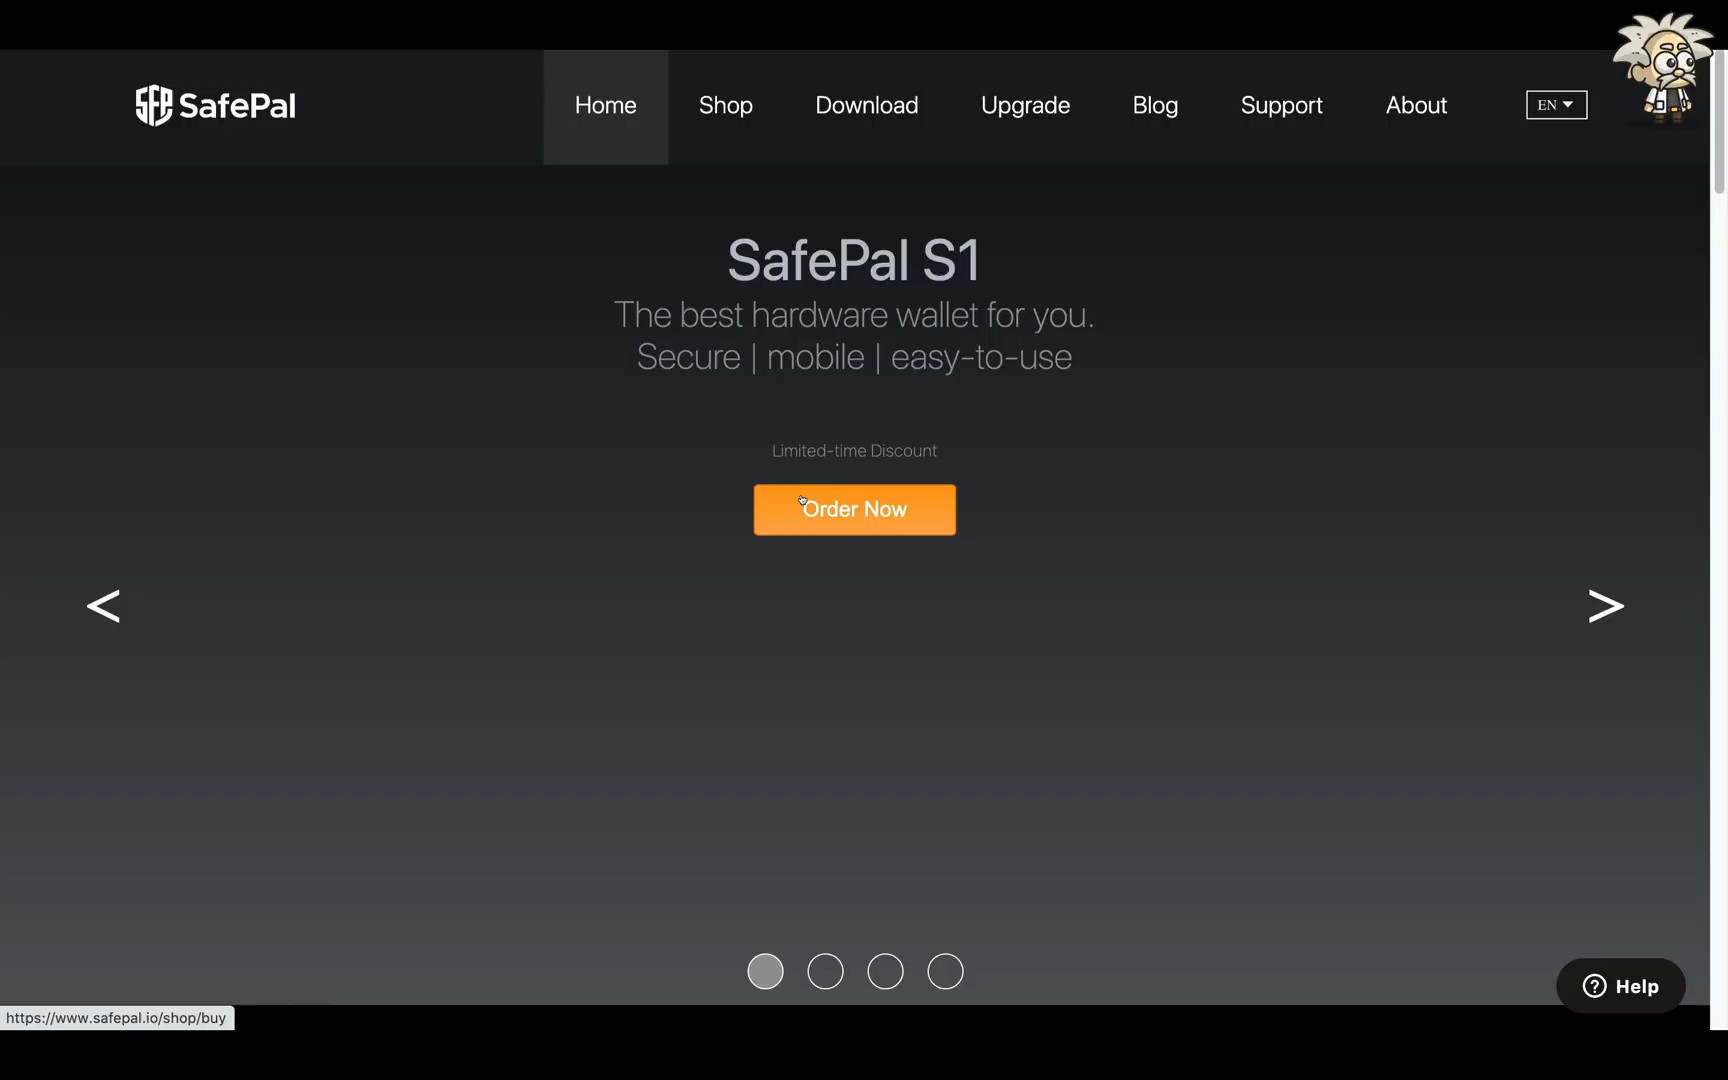 SFP SafePal
Home
Shop
Download
Upgrade
Blog
Support
About
EN
SafePal S1
The best hardware wallet for you.
Secure | mobile | easy-to-use
Limited-time Discount
Order Now
<
>
? Help
https://www.safepal.io/shop/buy